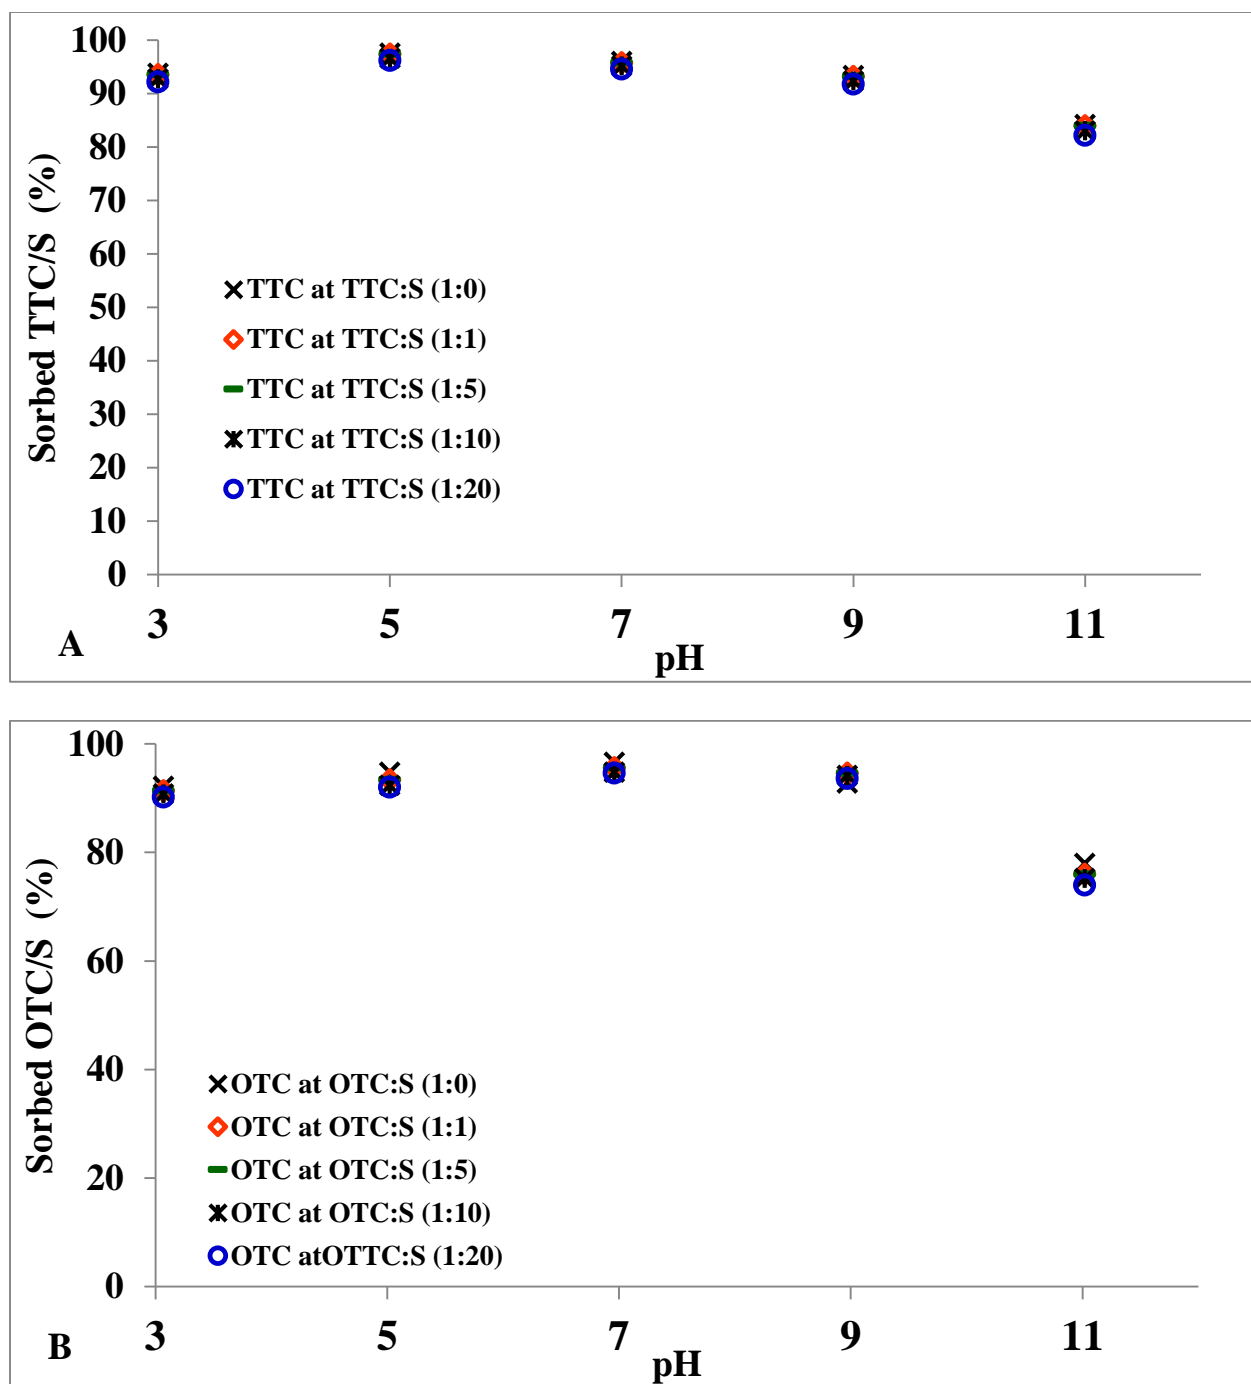 100
90
80
70
60
50
40
30
20
10
0
Sorbed TTC/S (%)
TTC at TTC:S (1:0)
TTC at TTC:S (1:1)
TTC at TTC:S (1:5)
TTC at TTC:S (1:10)
TTC at TTC:S (1:20)
3 5 7 9 11
A
pH
100
80
60
40
20
0
Sorbed OTC/S (%)
OTC at OTC:S (1:0)
OTC at OTC:S (1:1)
OTC at OTC:S (1:5)
OTC at OTC:S (1:10)
OTC atOTTC:S (1:20)
3 5 7 9 11
B
pH